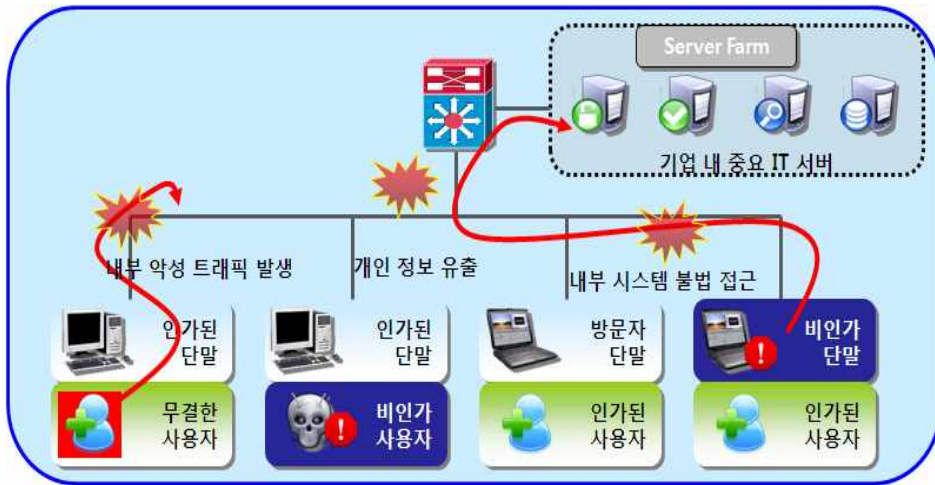 Server Farm
기업 내 중요 IT 서버
내부 악성 트래픽 발생
개인 정보 유출
내부 시스템 불법 접근
인가된
단말
인가된
단말
방문자
단말
비인가
단말
무결한
사용자
비인가
사용자
인가된
사용자
인가된
사용자